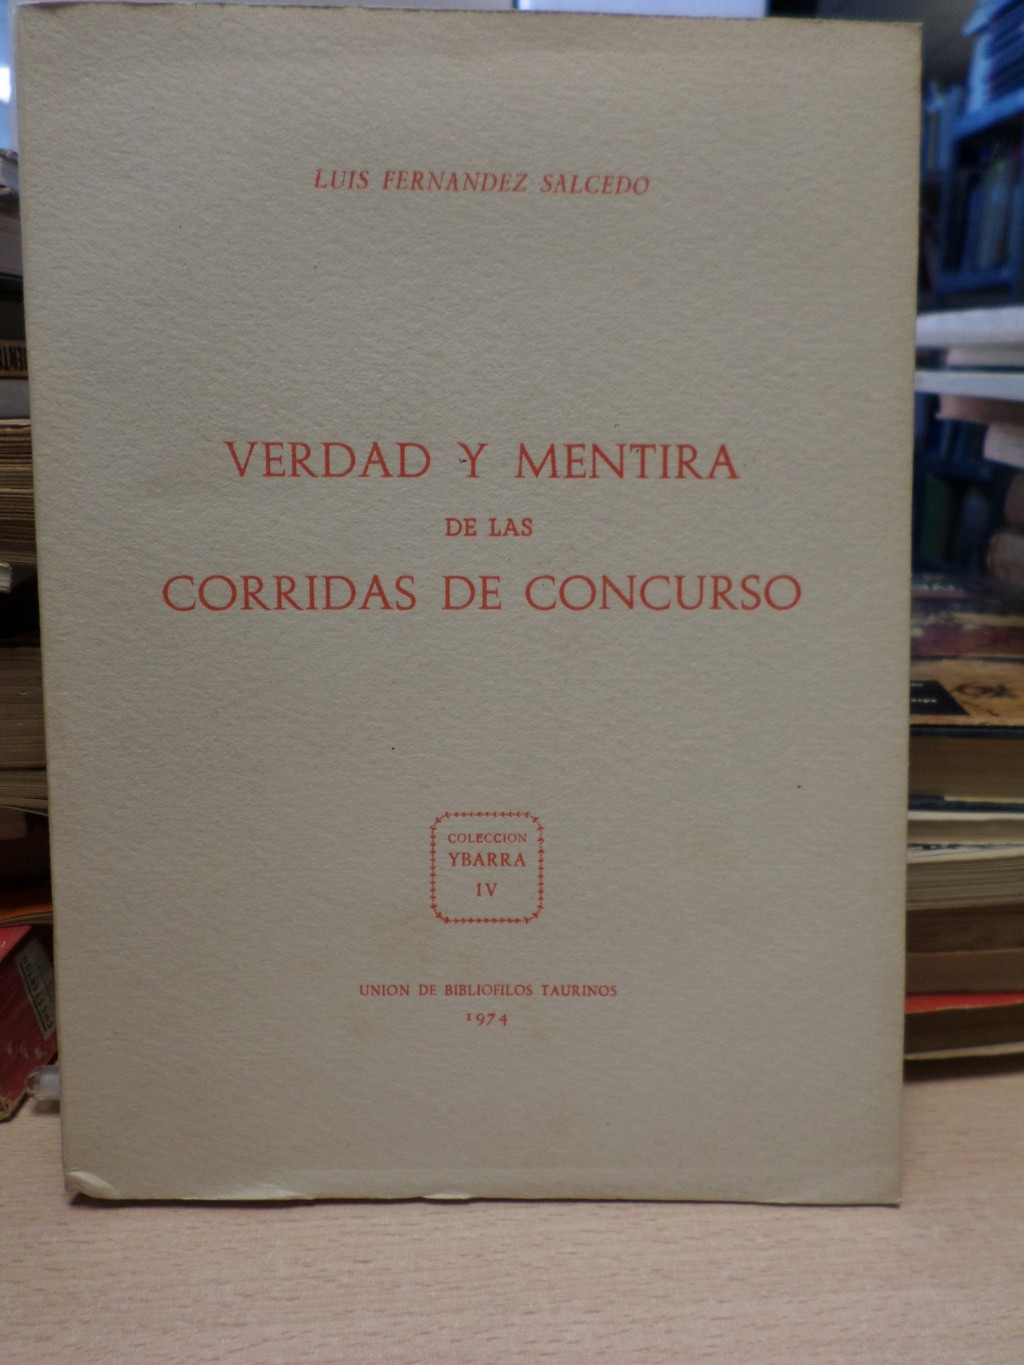 LUIS FERNANDEZ SALCEDO
VERDAD Y MENTIRA
DE LAS
CORRIDAS DE CONCURSO
COLECCION
YBARRA
IV
UNION DE BIBLIOFILOS TAURINOS
1974